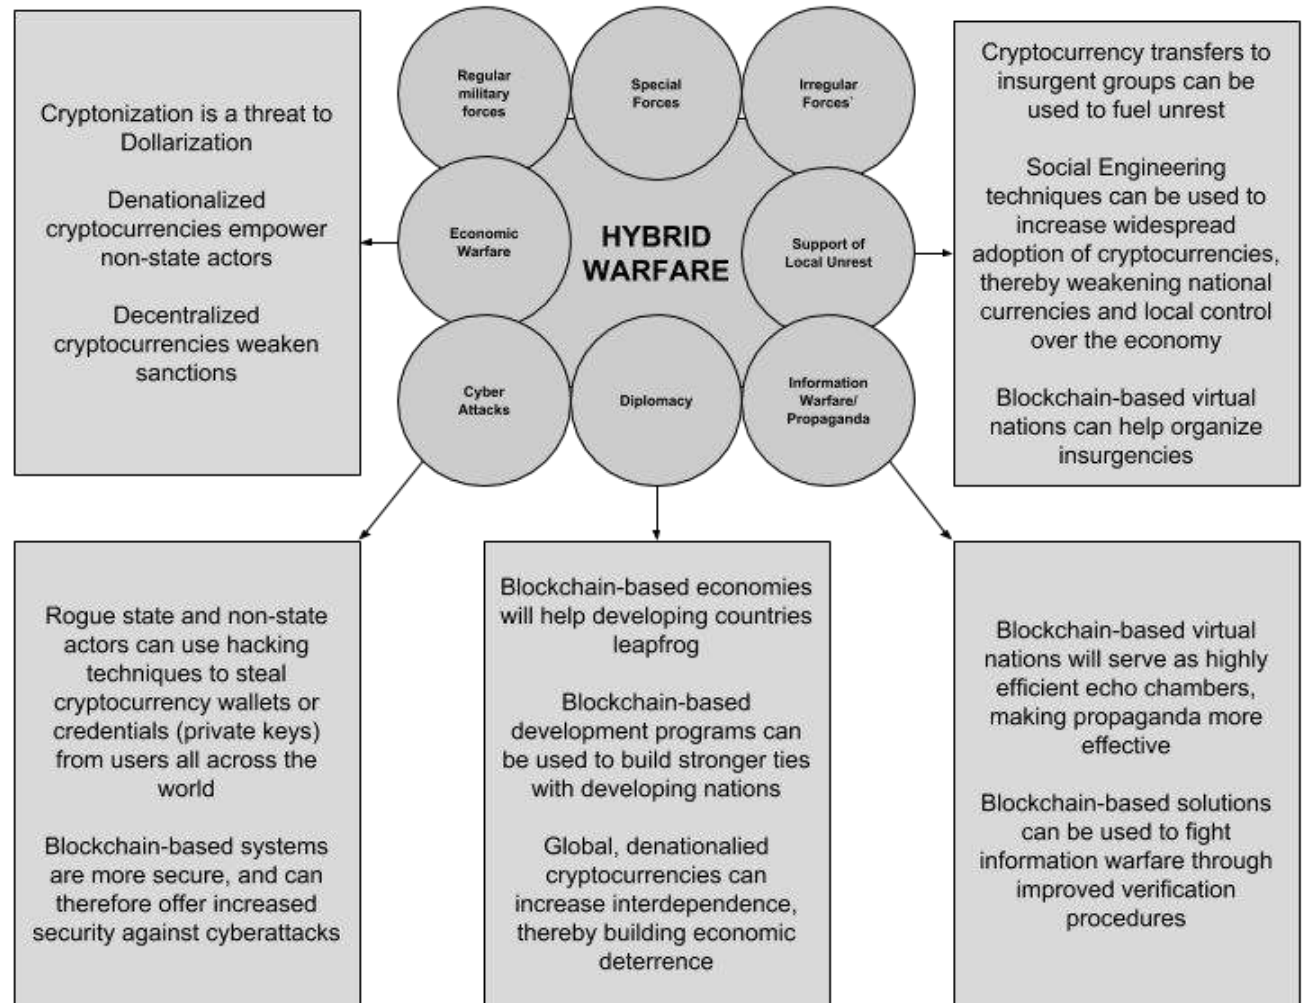 Cryptonization is a threat to
Dollarization
Denationalized
cryptocurrencies empower
non-state actors
Decentralized
cryptocurrencies weaken
sanctions
Regular
military
forces
Special
Forces
Irregular
Forces`
Economic
Warfare
HYBRID
WARFARE
Support of
Local Unrest
Cyber
Attacks
Diplomacy
Information
Warfare/
Propaganda
Cryptocurrency transfers to
insurgent groups can be
used to fuel unrest
Social Engineering
techniques can be used to
increase widespread
adoption of cryptocurrencies,
thereby weakening national
currencies and local control
over the economy
Blockchain-based virtual
nations can help organize
insurgencies
Rogue state and non-state
actors can use hacking
techniques to steal
cryptocurrency wallets or
credentials (private keys)
from users all across the
world
Blockchain-based systems
are more secure, and can
therefore offer increased
security against cyberattacks
Blockchain-based economies
will help developing countries
leapfrog
Blockchain-based
development programs can
be used to build stronger ties
with developing nations
Global, denationalied
cryptocurrencies can
increase interdependence,
thereby building economic
deterrence
Blockchain-based virtual
nations will serve as highly
efficient echo chambers,
making propaganda more
effective
Blockchain-based solutions
can be used to fight
information warfare through
improved verification
procedures